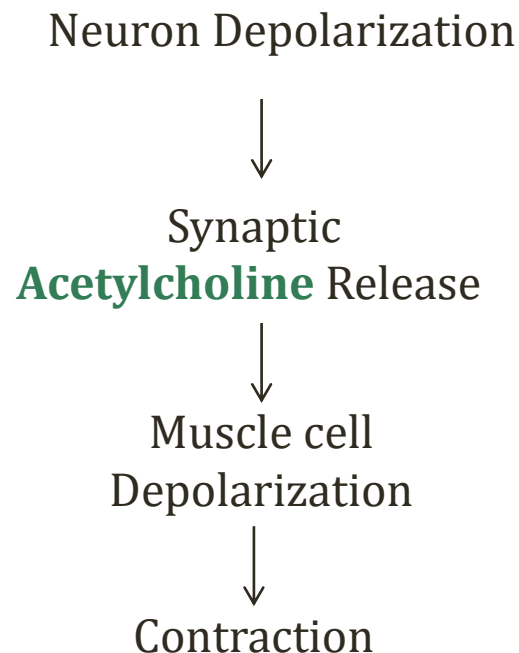 Neuron Depolarization
Synaptic
Acetylcholine Release
Muscle cell
Depolarization
Contraction